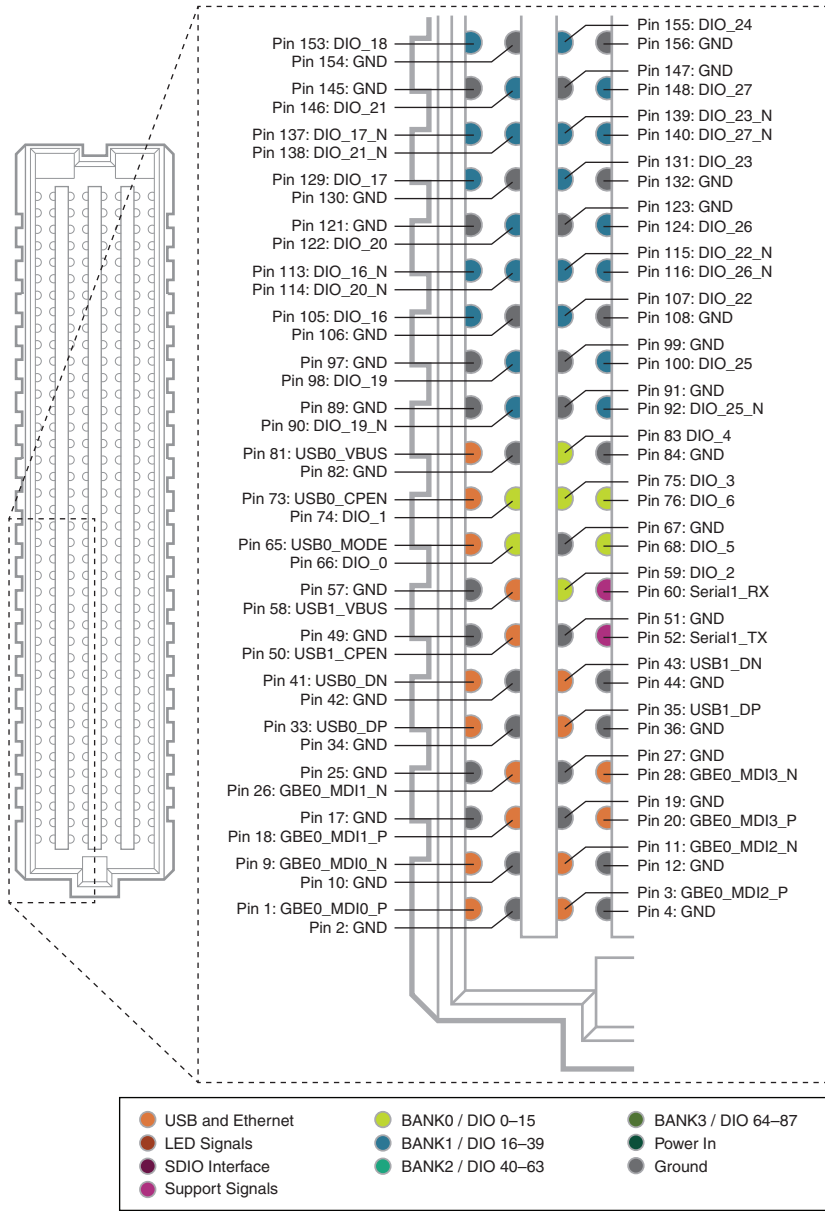 Pin 155: DIO_24
Pin 153: DIO_18
Pin 156: GND
Pin 154: GND
Pin 147: GND
Pin 145: GND
Pin 148: DIO_27
Pin 146: DIO_21
Pin 139: DIO_23_N
Pin 137: DIO_17_N
Pin 140: DIO_27_N
Pin 138: DIO_21_N
Pin 131: DIO_23
Pin 129: DIO_17
Pin 132: GND
Pin 130: GND
Pin 123: GND
Pin 121: GND
Pin 124: DIO_26
Pin 122: DIO_20
Pin 115: DIO_22_N
Pin 113: DIO_16_N
Pin 116: DIO_26_N
Pin 114: DIO_20_N
Pin 107: DIO_22
Pin 105: DIO_16
Pin 108: GND
Pin 106: GND
Pin 99: GND
Pin 97: GND
Pin 100: DIO_25
Pin 98: DIO_19
Pin 91: GND
Pin 89: GND
Pin 92: DIO_25_N
Pin 90: DIO_19_N
Pin 83 DIO_4
Pin 81: USB0_VBUS
Pin 84: GND
Pin 82: GND
Pin 75: DIO_3
Pin 73: USB0_CPEN
Pin 76: DIO_6
Pin 74: DIO_1
Pin 67: GND
Pin 65: USB0_MODE
Pin 68: DIO_5
Pin 66: DIO_0
Pin 59: DIO_2
Pin 57: GND
Pin 60: Serial1_RX
Pin 58: USB1_VBUS
Pin 51: GND
Pin 49: GND
Pin 52: Serial1_TX
Pin 50: USB1_CPEN
Pin 43: USB1_DN
Pin 41: USB0_DN
Pin 44: GND
Pin 42: GND
Pin 35: USB1_DP
Pin 33: USB0_DP
Pin 36: GND
Pin 34: GND
Pin 27: GND
Pin 25: GND
Pin 28: GBE0_MDI3_N
Pin 26: GBE0_MDI1_N
Pin 19: GND
Pin 17: GND
Pin 20: GBE0_MDI3_P
Pin 18: GBE0_MDI1_P
Pin 11: GBE0_MDI2_N
Pin 9: GBE0_MDI0_N
Pin 12: GND
Pin 10: GND
Pin 3: GBE0_MDI2_P
Pin 1: GBE0_MDI0_P
Pin 4: GND
Pin 2: GND
USB and Ethernet
LED Signals
SDIO Interface
Support Signals
BANK0 / DIO 0–15
BANK1 / DIO 16–39
BANK2 / DIO 40–63
BANK3 / DIO 64–87
Power In
Ground